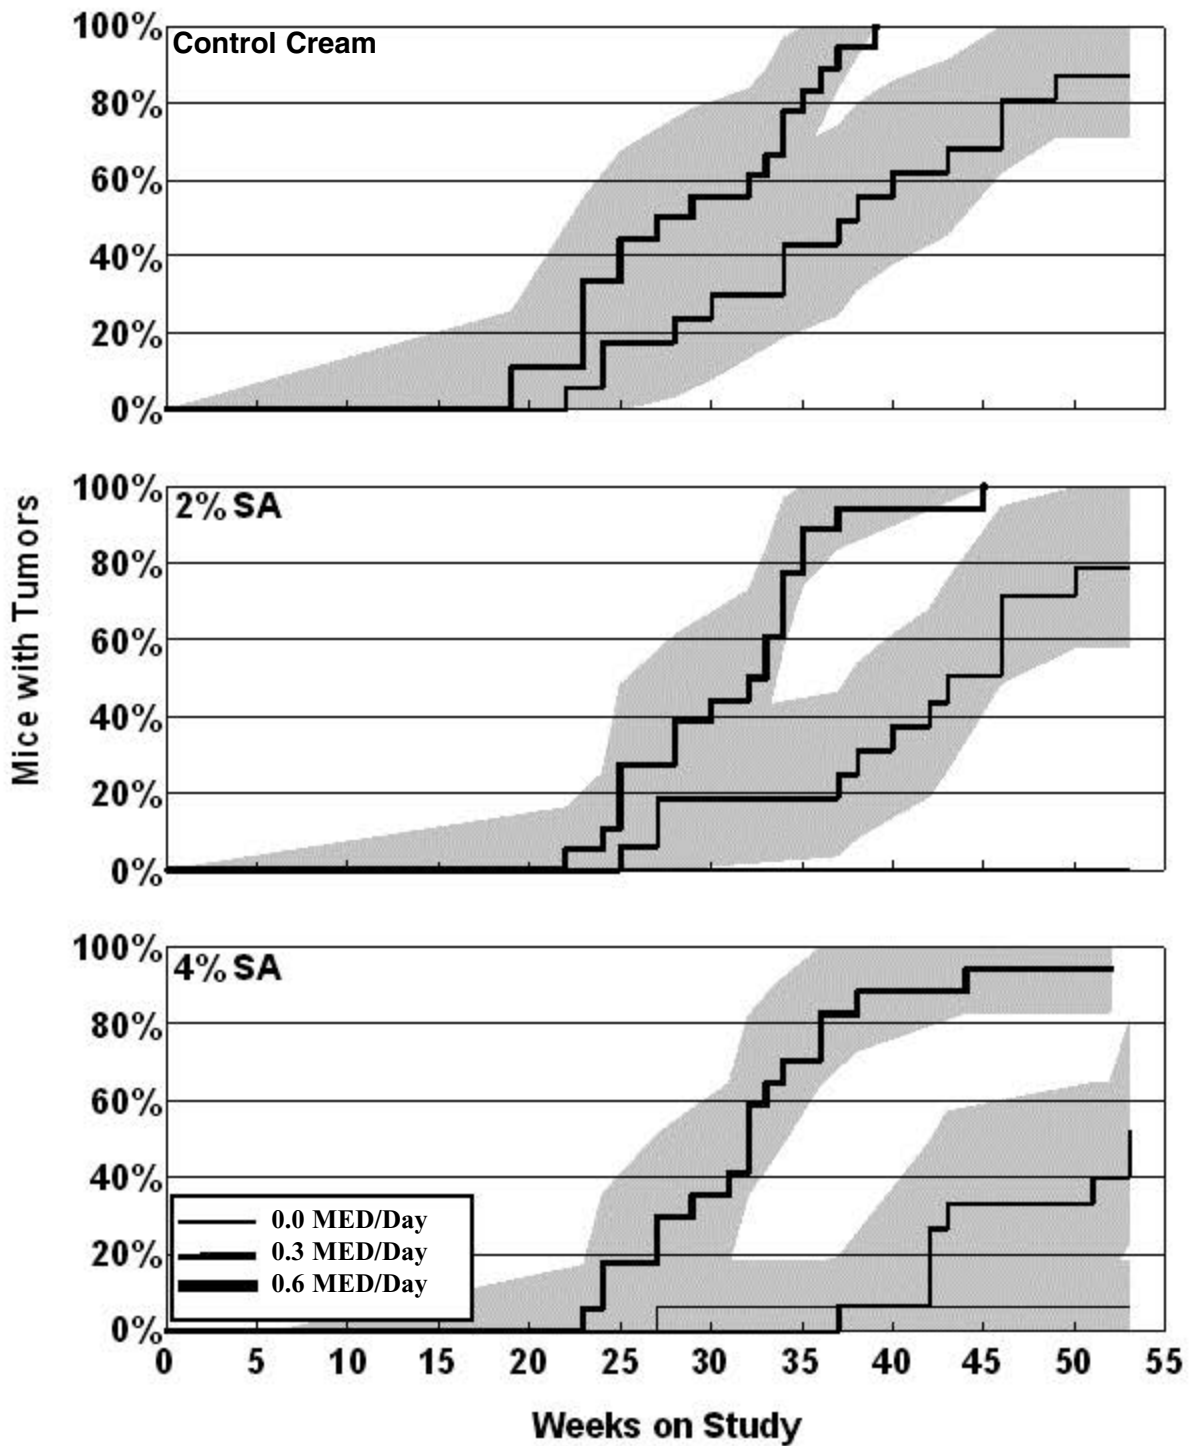 100%
Control Cream
80%
60%
40%
20%
0%
Mice with Tumors
100%
2% SA
80%
60%
40%
20%
0%
100%
4% SA
80%
60%
40%
0.0 MED/Day
20%
0.3 MED/Day
0.6 MED/Day
0%
0 5 10 15 20 25 30 35 40 45 50 55
Weeks on Study